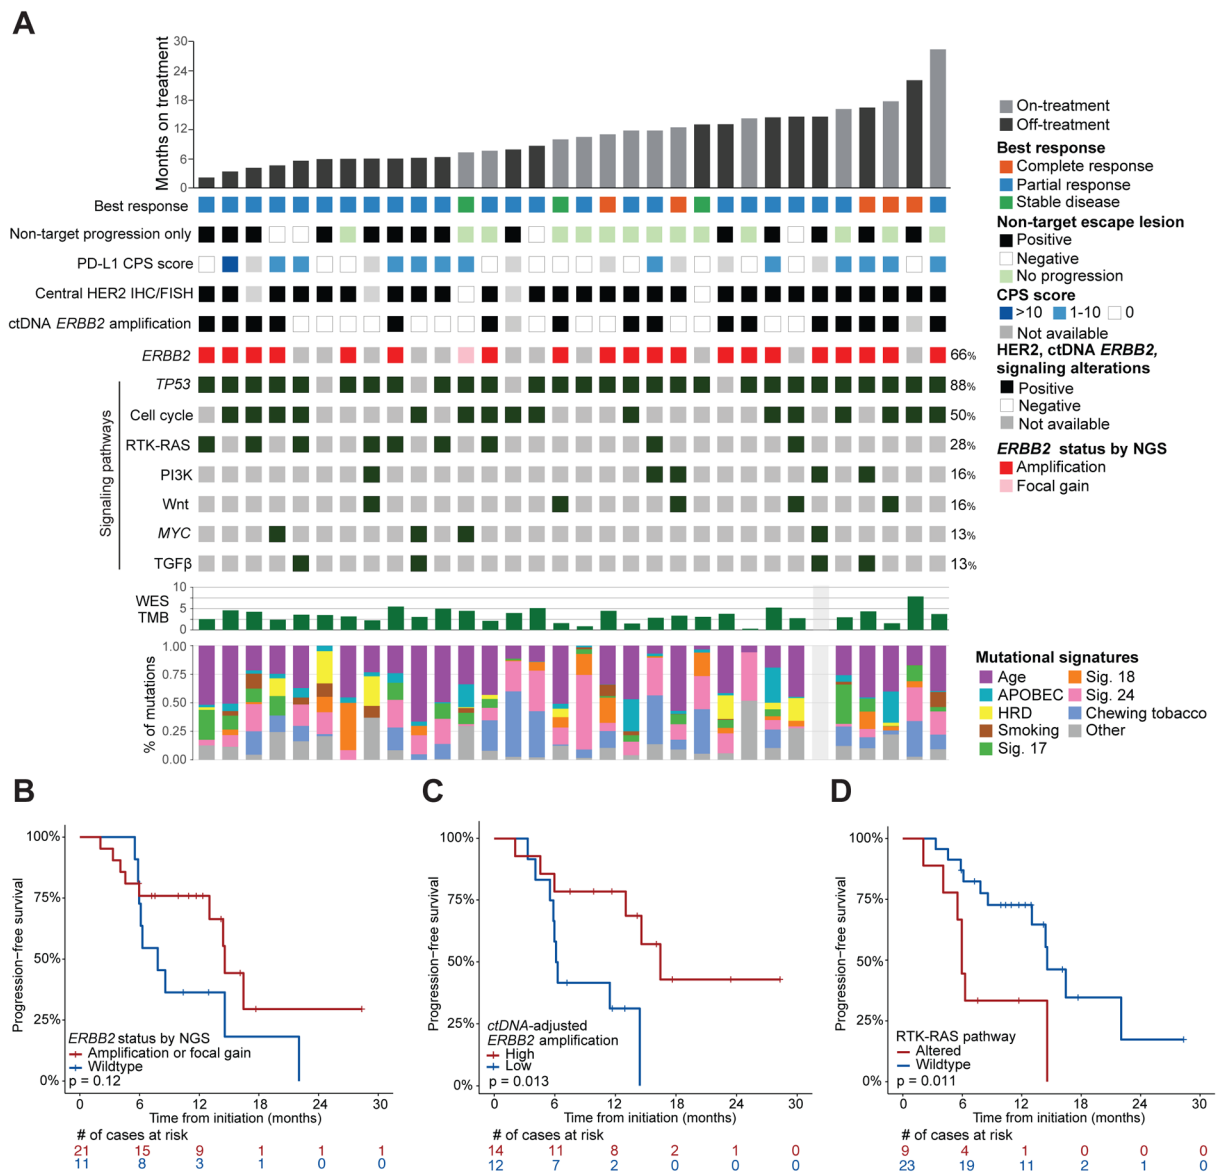 A
Months on treatment
30
24
18
12
6
0
On-treatment
Off-treatment
Best response
Complete response
Partial response
Stable disease
Non-target escape lesion
Positive
Negative
No progression
CPS score
>10 1-10 0
Not available
HER2, ctDNA ERBB2,
signaling alterations
Positive
Negative
Not available
ERBB2 status by NGS
Amplification
Focal gain
Best response
Non-target progression only
PD-L1 CPS score
Central HER2 IHC/FISH
ctDNA ERBB2 amplification
ERBB2 66%
Signaling pathways
TP53 88%
Cell cycle 50%
RTK-RAS 28%
PI3K 16%
Wnt 16%
MYC 13%
TGFβ 13%
WES
TMB
10
5
0
% of mutations
1.00
0.75
0.50
0.25
0.00
Mutational signatures
Age Sig. 18
APOBEC Sig. 24
HRD Chewing tobacco
Smoking Other
Sig. 17
B
Progression-free survival
100%
75%
50%
25%
0%
ERBB2 status by NGS
Amplification or focal gain
Wildtype
p = 0.12
0 6 12 18 24 30
Time from initiation (months)
# of cases at risk
21 15 9 1 1 1
11 8 3 1 0 0
C
Progression-free survival
100%
75%
50%
25%
0%
ctDNA-adjusted
ERBB2 amplification
High
Low
p = 0.013
0 6 12 18 24 30
Time from initiation (months)
# of cases at risk
14 11 8 2 1 0
12 7 2 0 0 0
D
Progression-free survival
100%
75%
50%
25%
0%
RTK-RAS pathway
Altered
Wildtype
p = 0.011
0 6 12 18 24 30
Time from initiation (months)
# of cases at risk
9 4 1 0 0 0
23 19 11 2 1 0